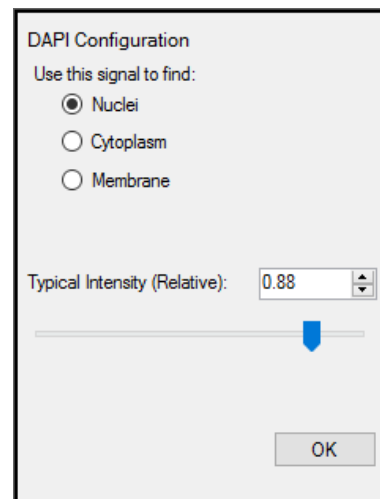 DAPI Configuration
Use this signal to find:
Nuclei
Cytoplasm
Membrane
Typical Intensity (Relative): 0.88
OK